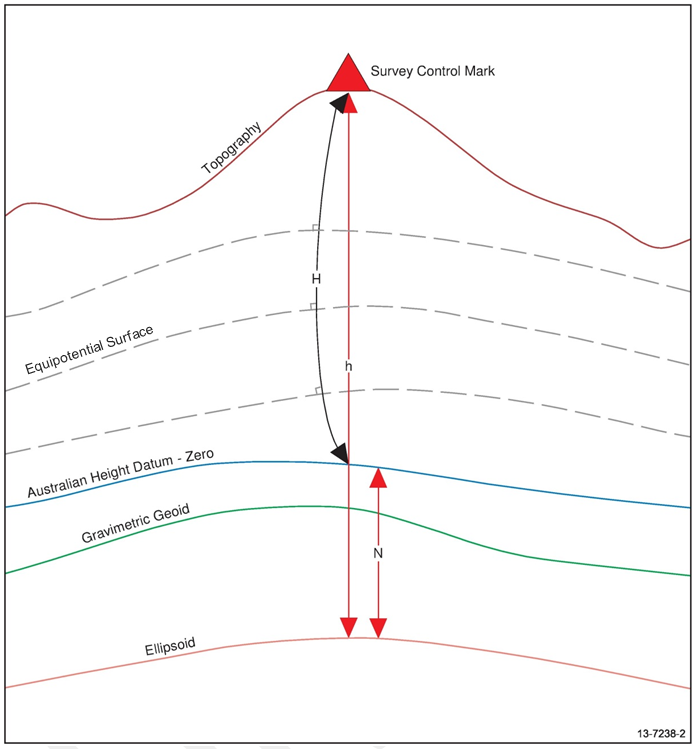 Survey Control Mark
Topography
H
Equipotential Surface
h
Australian Height Datum - Zero
Gravimetric Geoid
N
Ellipsoid
13-7238-2